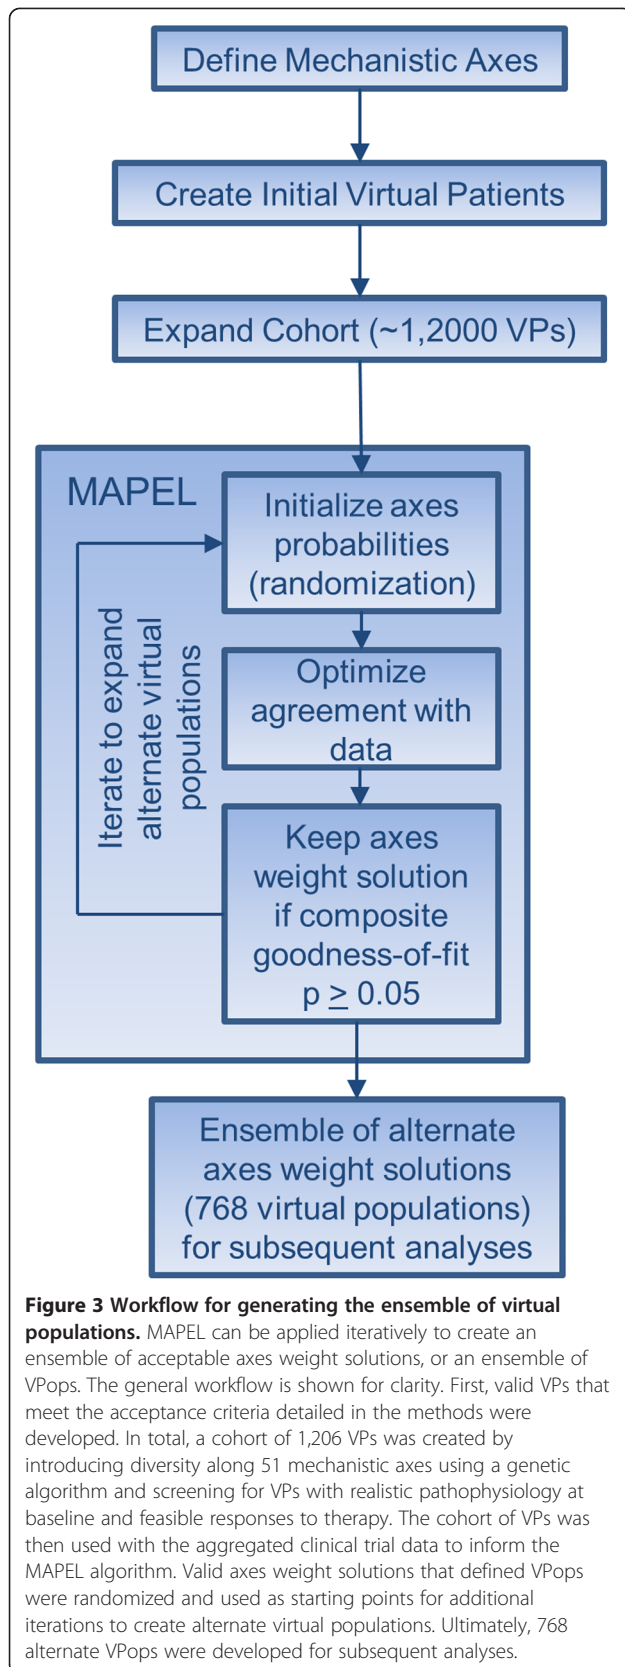 Define Mechanistic Axes
Create Initial Virtual Patients
Expand Cohort (~1,2000 VPs)
MAPEL
Initialize axes
probabilities
(randomization)
Iterate to expand
alternate virtual
populations
Optimize
agreement with
data
Keep axes
weight solution
if composite
goodness-of-fit
p ≥ 0.05
Ensemble of alternate
axes weight solutions
(768 virtual populations)
for subsequent analyses
Figure 3 Workflow for generating the ensemble of virtual
populations. MAPEL can be applied iteratively to create an
ensemble of acceptable axes weight solutions, or an ensemble of
VPops. The general workflow is shown for clarity. First, valid VPs that
meet the acceptance criteria detailed in the methods were
developed. In total, a cohort of 1,206 VPs was created by
introducing diversity along 51 mechanistic axes using a genetic
algorithm and screening for VPs with realistic pathophysiology at
baseline and feasible responses to therapy. The cohort of VPs was
then used with the aggregated clinical trial data to inform the
MAPEL algorithm. Valid axes weight solutions that defined VPops
were randomized and used as starting points for additional
iterations to create alternate virtual populations. Ultimately, 768
alternate VPops were developed for subsequent analyses.